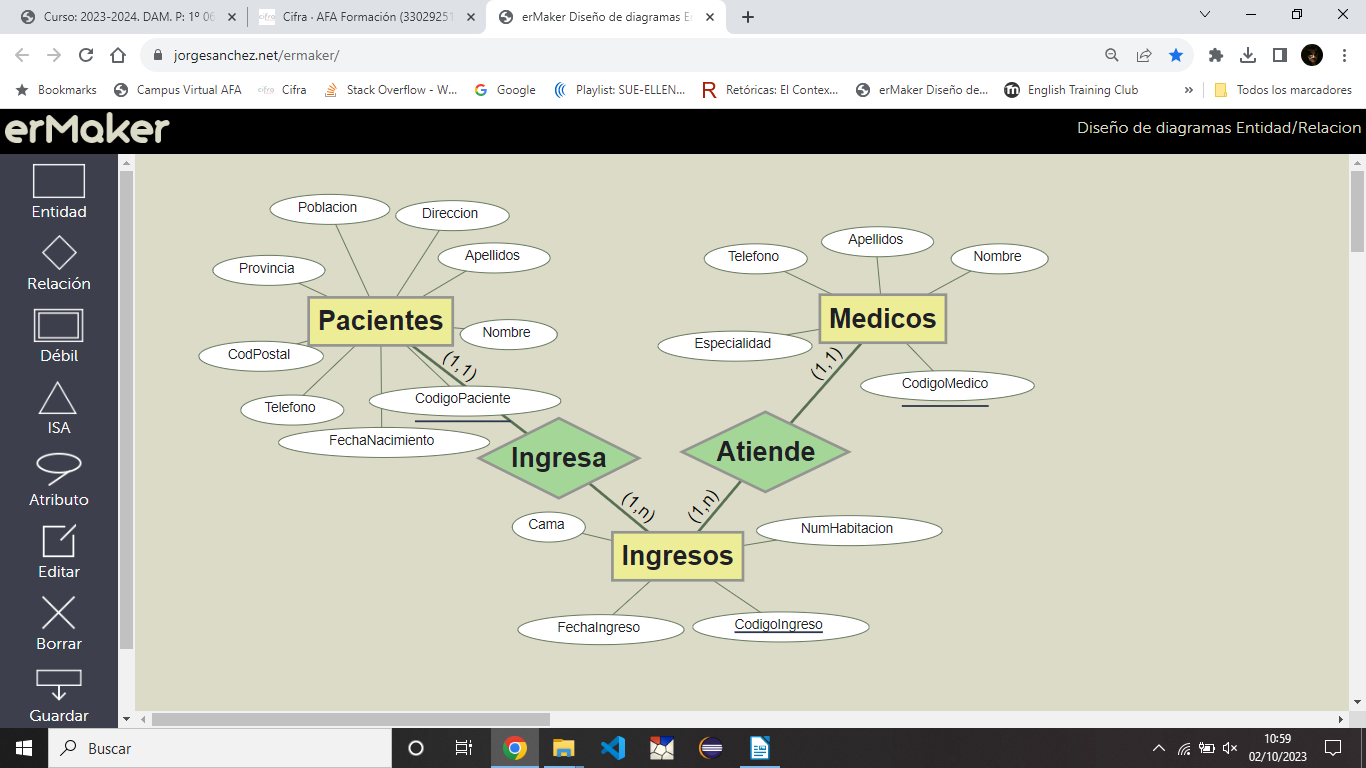 Curso: 2023-2024. DAM. P: 1º 06
Cifra · AFA Formación (33029251
erMaker Diseño de diagramas E
jorgesanchez.net/ermaker/
Bookmarks
Campus Virtual AFA
Cifra
Stack Overflow - W...
Google
Playlist: SUE-ELLEN...
Retóricas: El Contex...
erMaker Diseño de...
English Training Club
»
Todos los marcadores
erMaker
Diseño de diagramas Entidad/Relacion
Entidad
Relación
Débil
ISA
Atributo
Editar
Borrar
Guardar
Poblacion
Direccion
Provincia
Apellidos
Pacientes
Nombre
CodPostal
(1,1)
CodigoPaciente
Telefono
FechaNacimiento
Ingresa
(1,n)
Telefono
Apellidos
Nombre
Medicos
Especialidad
(1,1)
CodigoMedico
Atiende
(1,n)
Cama
NumHabitacion
Ingresos
FechaIngreso
CodigoIngreso
Buscar
10:59
02/10/2023